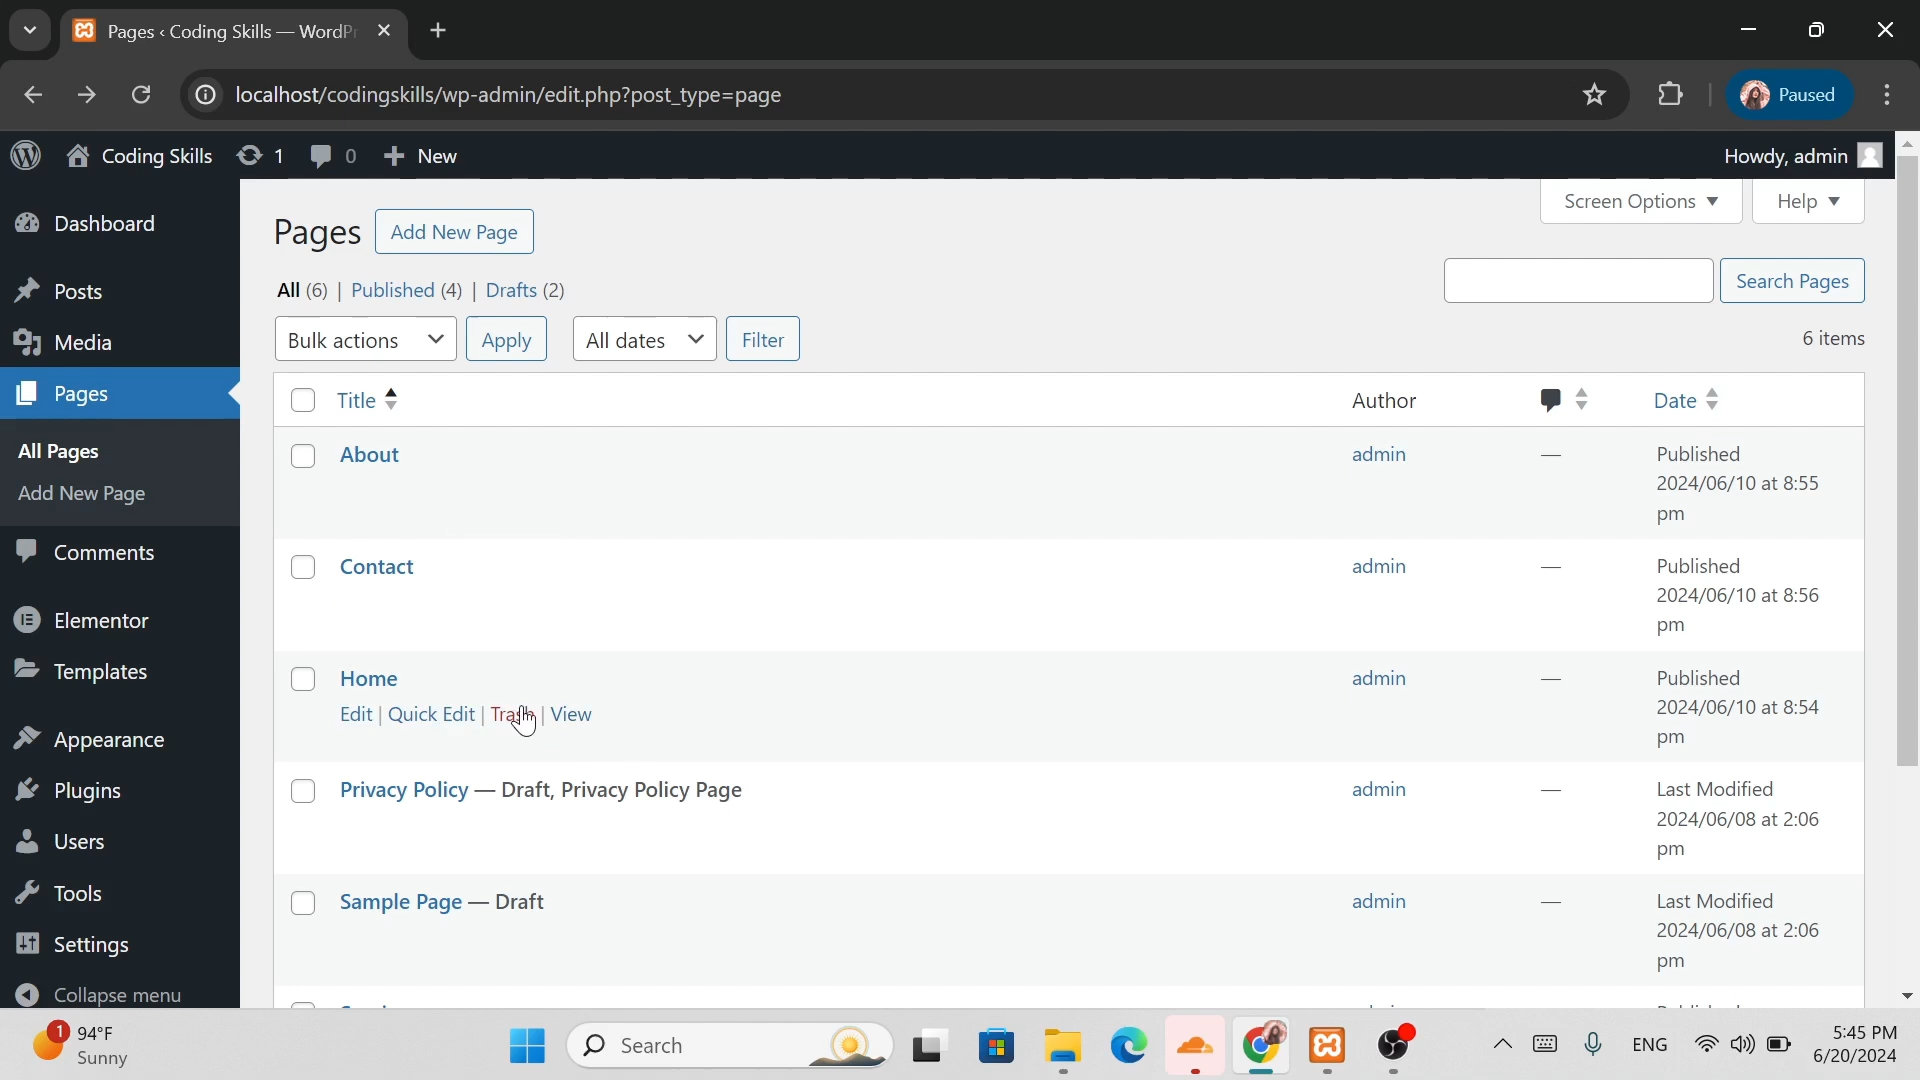 Pages ‹ Coding Skills — WordPr
localhost/codingskills/wp-admin/edit.php?post_type=page
Paused
Coding Skills
1
0
New
Howdy, admin
Dashboard
Posts
Media
Pages
All Pages
Add New Page
Comments
Elementor
Templates
Appearance
Plugins
Users
Tools
Settings
Collapse menu
Screen Options
Help
Pages
Add New Page
All (6) | Published (4) | Drafts (2)
Search Pages
Bulk actions
Apply
All dates
Filter
6 items
Title
Author
Date
About
admin
—
Published
2024/06/10 at 8:55
pm
Contact
admin
—
Published
2024/06/10 at 8:56
pm
Home
Edit | Quick Edit | Trash | View
admin
—
Published
2024/06/10 at 8:54
pm
Privacy Policy — Draft, Privacy Policy Page
admin
—
Last Modified
2024/06/08 at 2:06
pm
Sample Page — Draft
admin
—
Last Modified
2024/06/08 at 2:06
pm
1
94°F
Sunny
Search
ENG
5:45 PM
6/20/2024